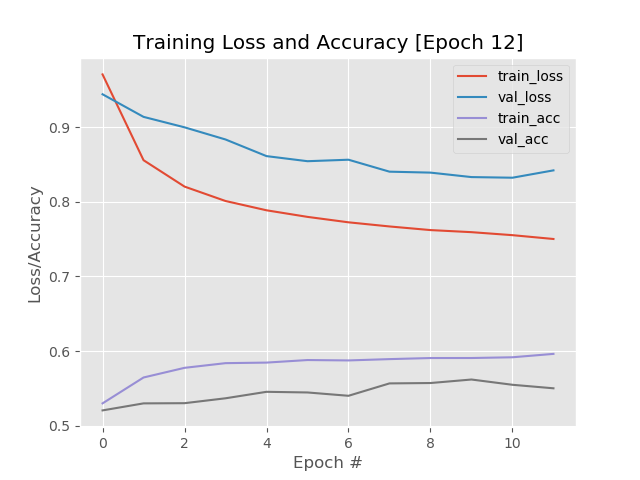 Training Loss and Accuracy [Epoch 12]
train_loss
val_loss
train_acc
val_acc
Loss/Accuracy
0.9
0.8
0.7
0.6
0.5
0 2 4 6 8 10
Epoch #